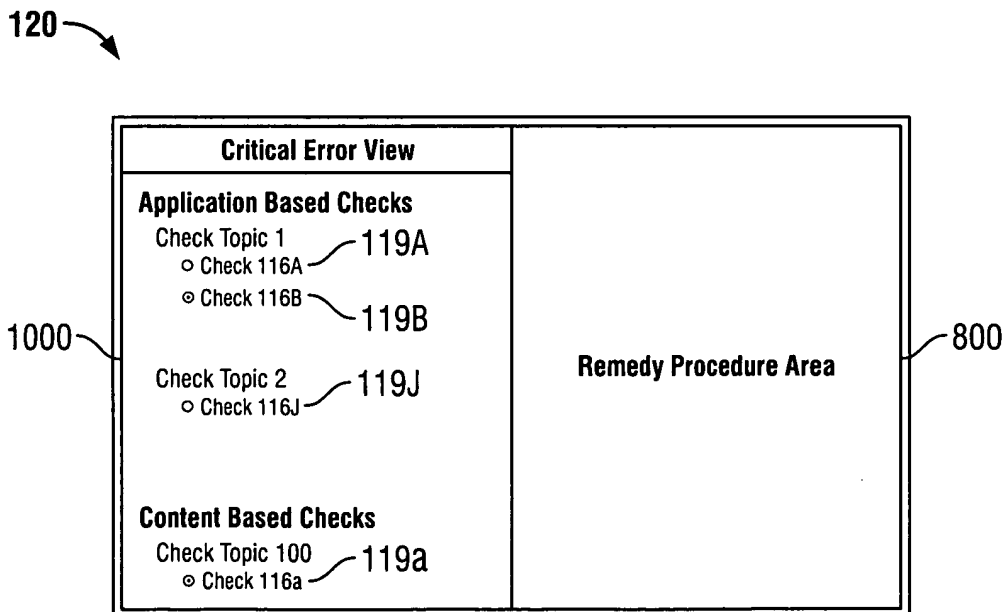 120
Critical Error View
Application Based Checks
Check Topic 1
Check 116A
119A
Check 116B
119B
1000
Check Topic 2
Check 116J
119J
Content Based Checks
Check Topic 100
Check 116a
119a
Remedy Procedure Area
800